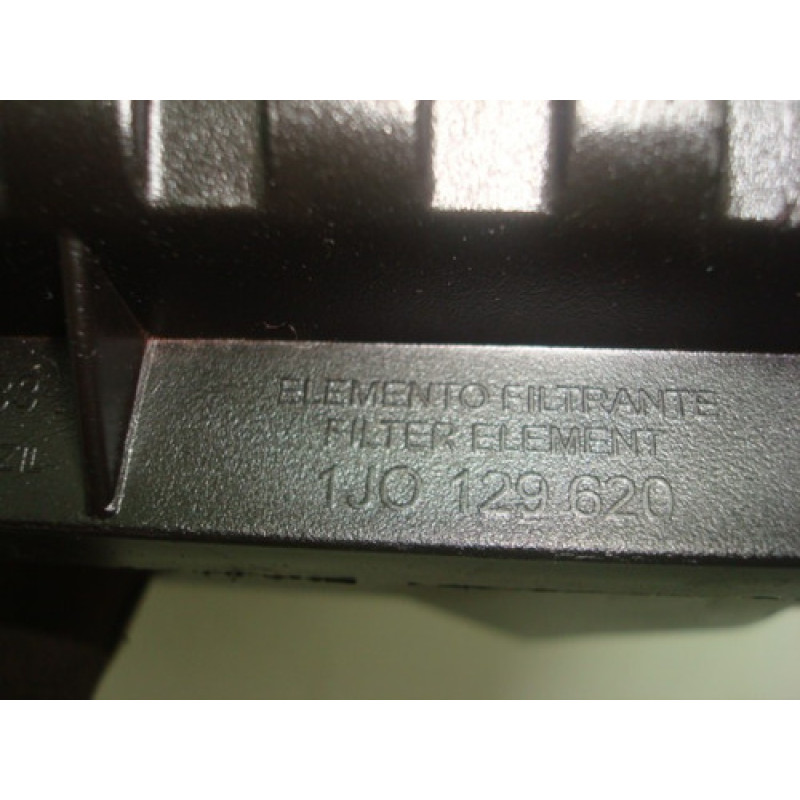 ELEMENTO FILTRANTE
FILTER ELEMENT
1JO 129 620